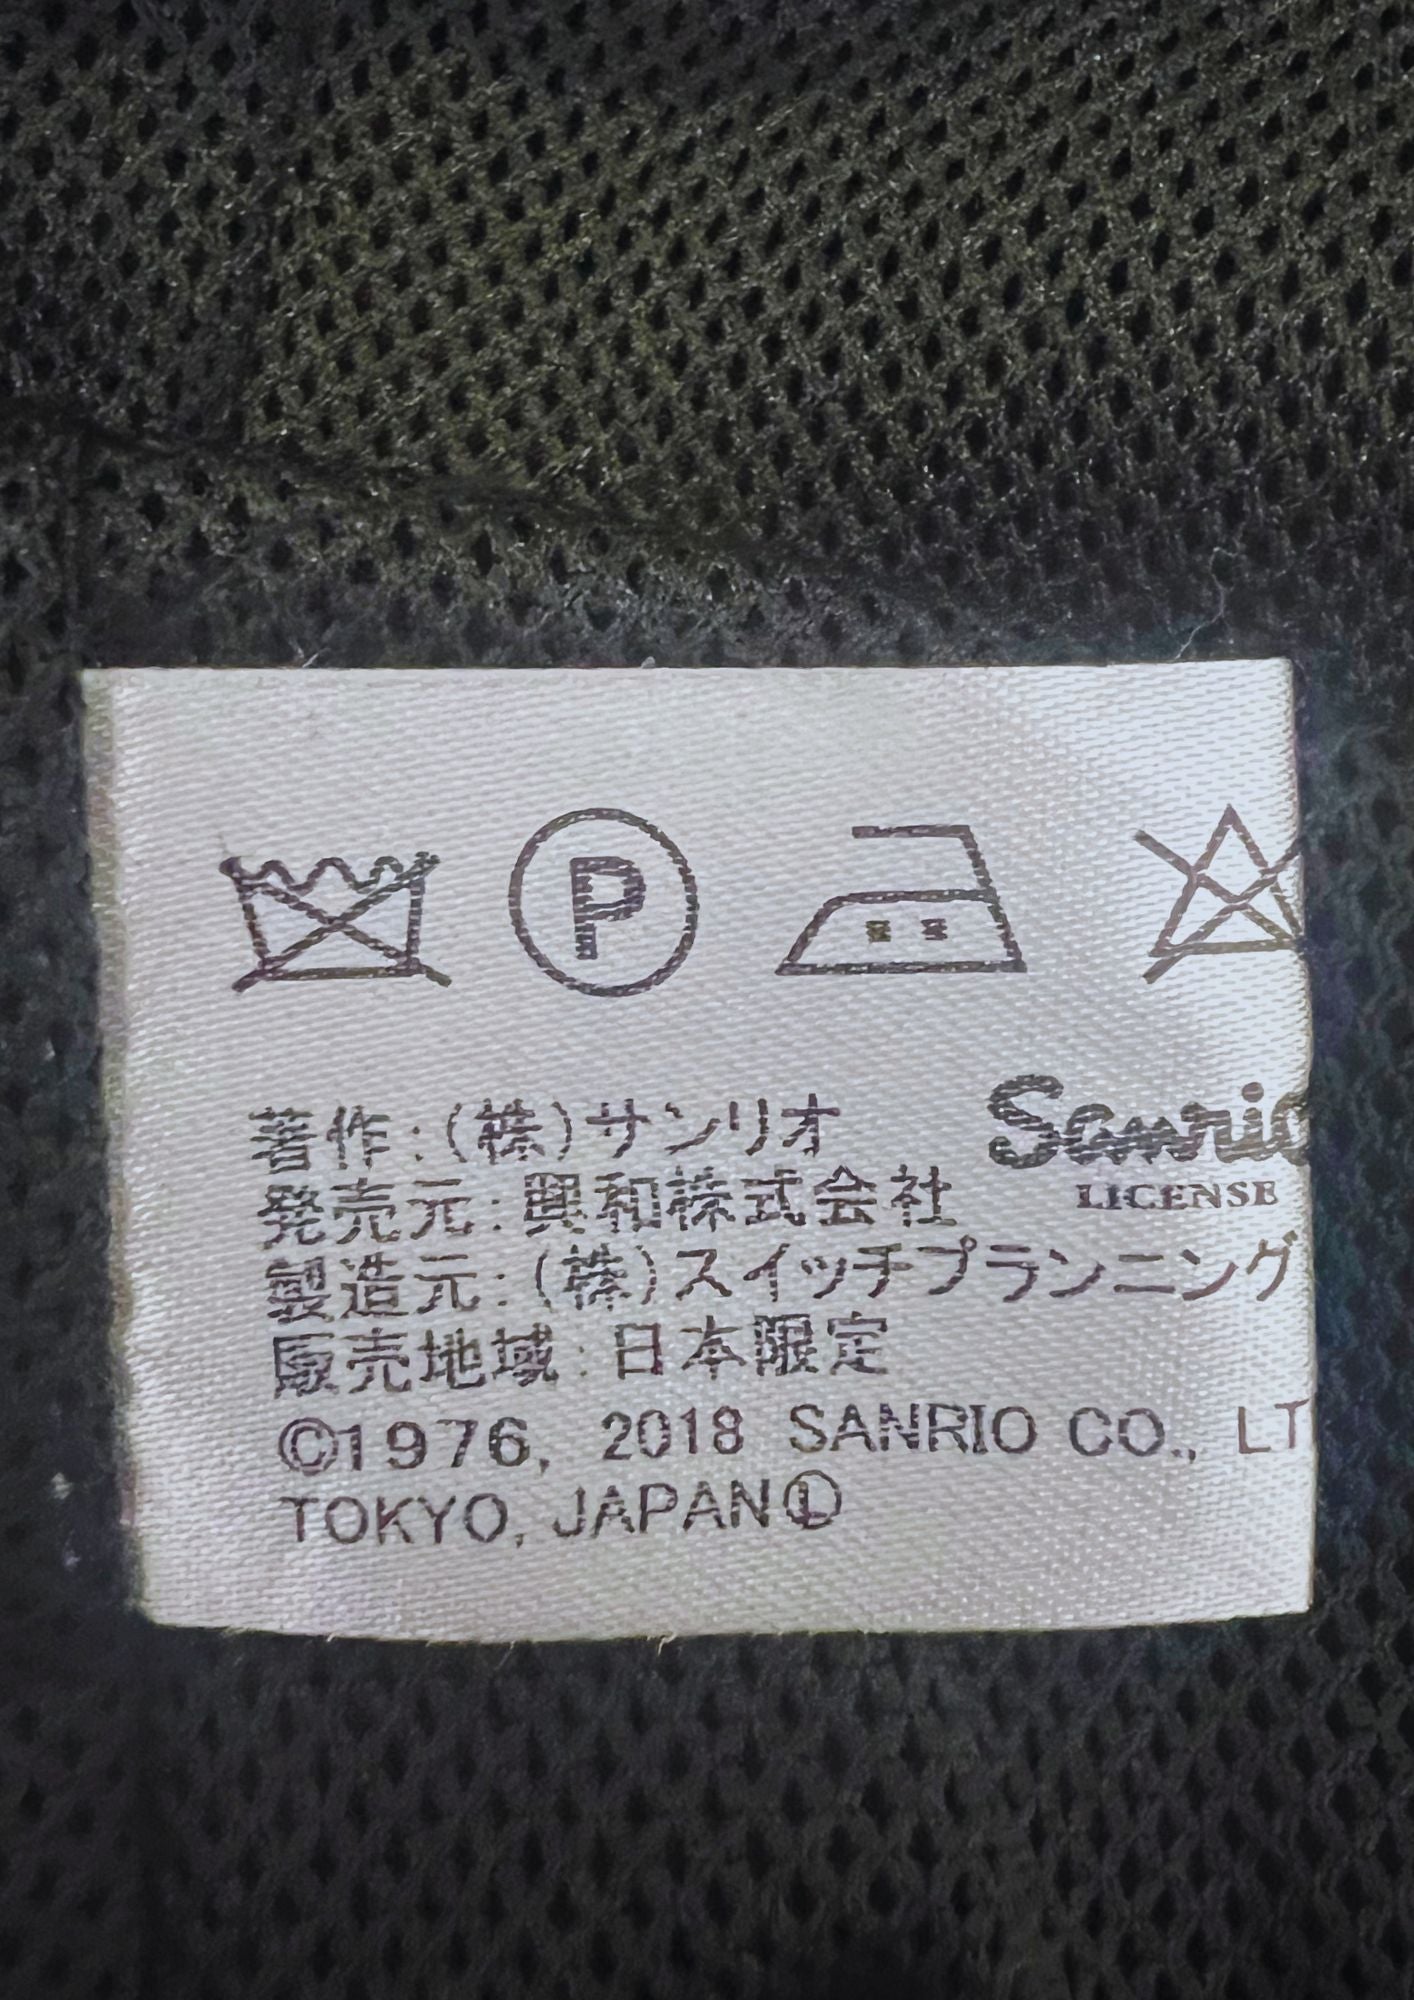 P
著作:(株)サンリオ
Sanrio
LICENSE
発売元:興和株式会社
製造元:(株)スイッチプランニング
販売地域:日本限定
©1976, 2018 SANRIO CO., LT
TOKYO, JAPANⓁ